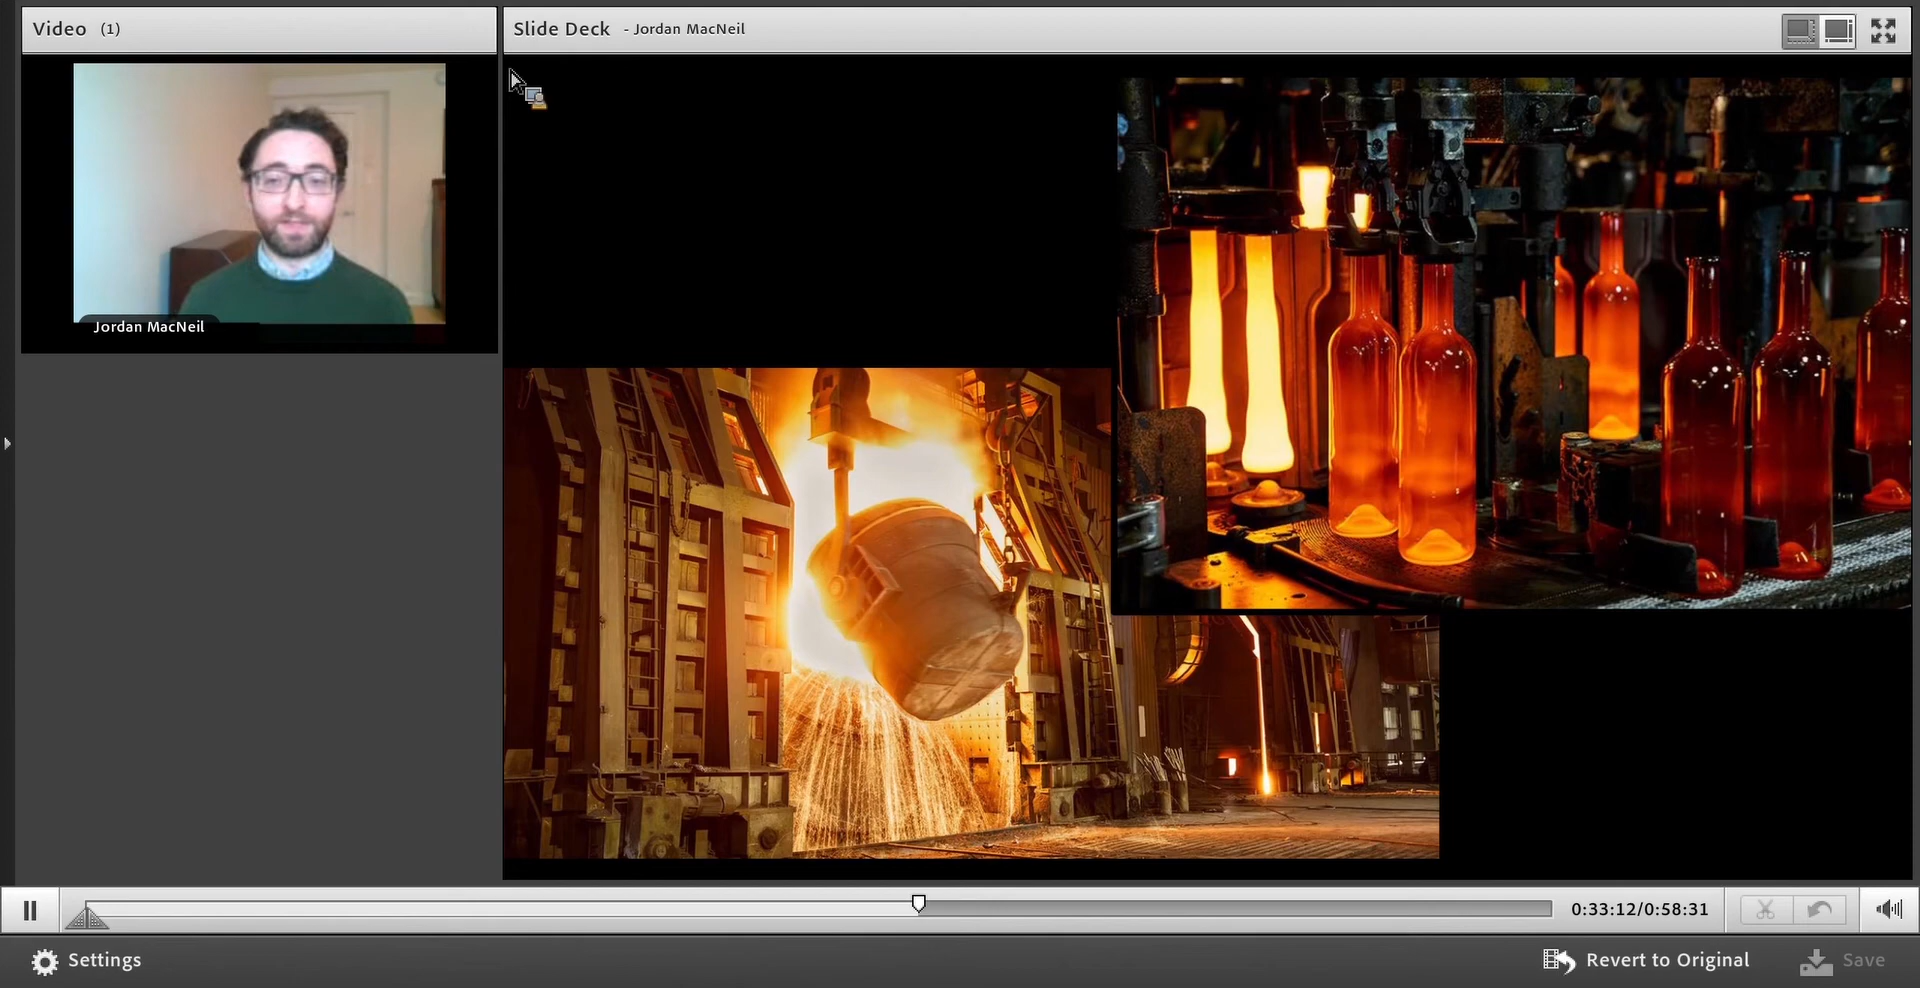 Video (1)
Slide Deck - Jordan MacNeil
Jordan MacNeil
0:33:12/0:58:31
Settings
Revert to Original
Save